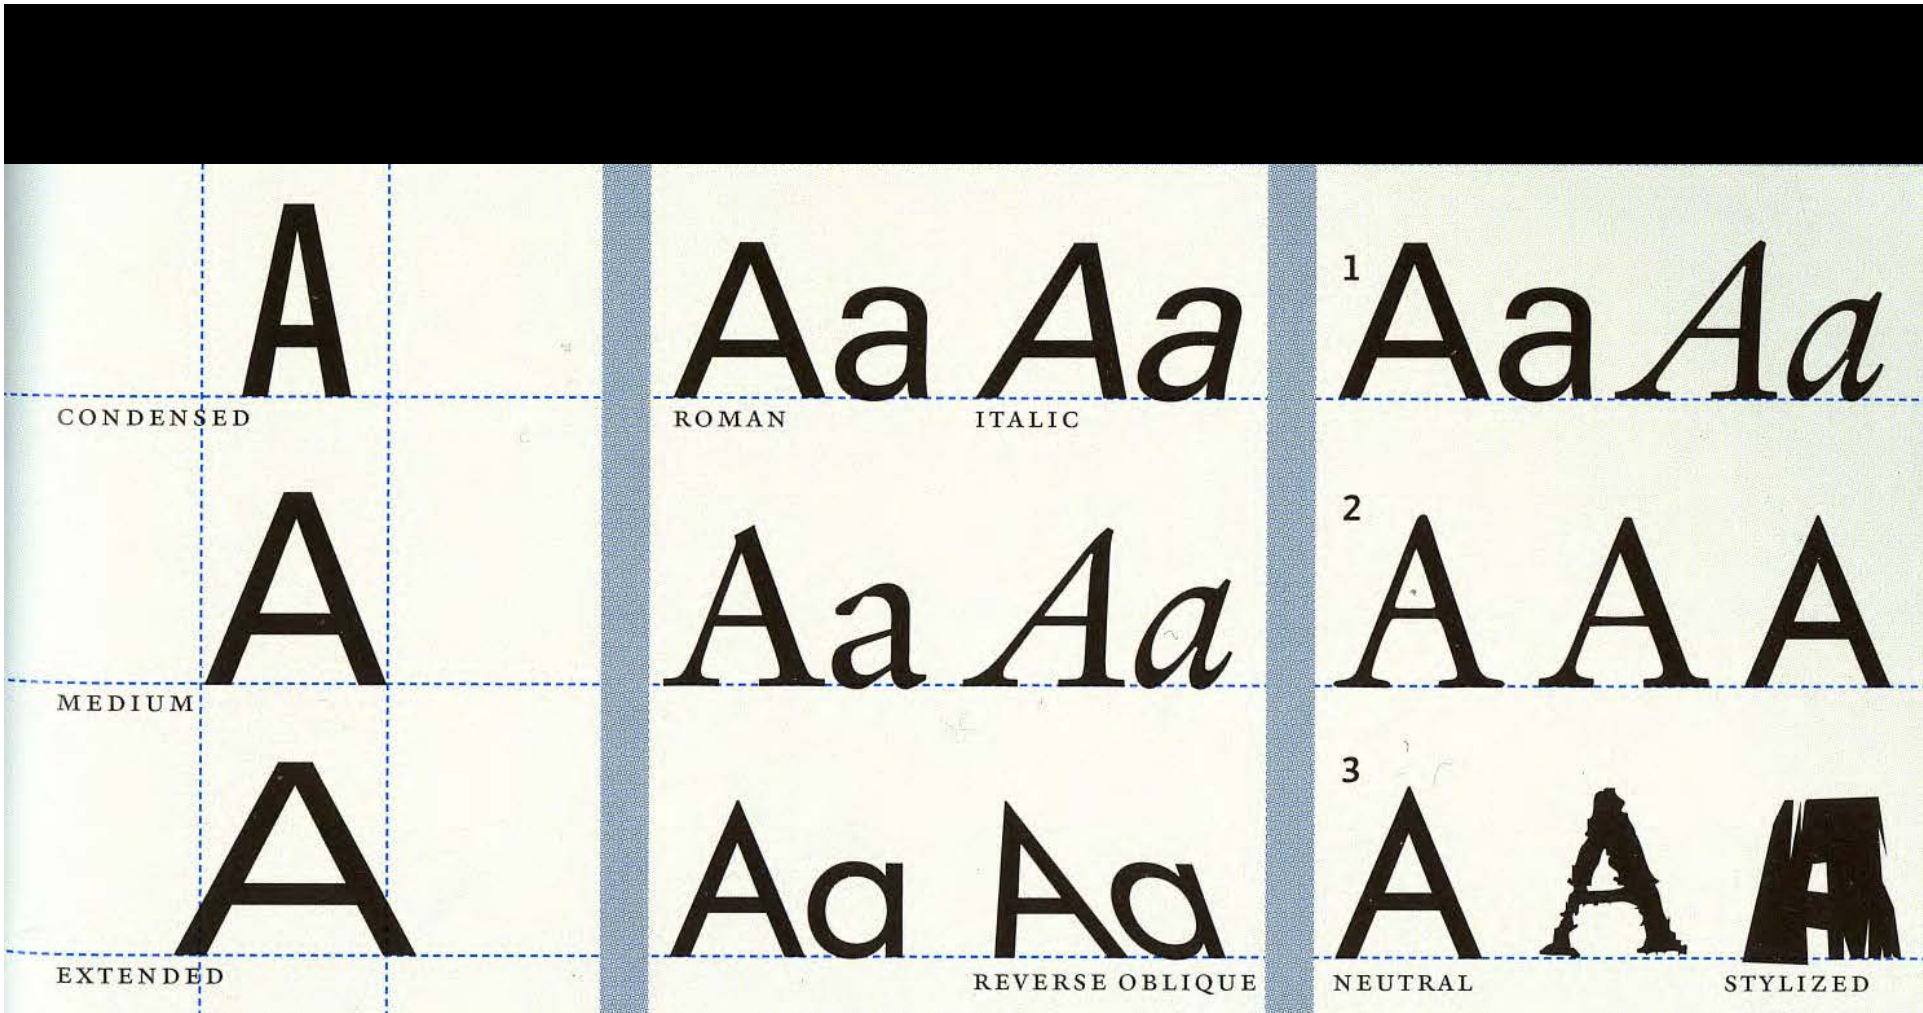 A
CONDENSED
A
MEDIUM
A
EXTENDED
Aa Aa
ROMAN ITALIC
Aa Aa
Aa Aa
REVERSE OBLIQUE
1 Aa Aa
2 A A A
3 A A A
NEUTRAL STYLIZED